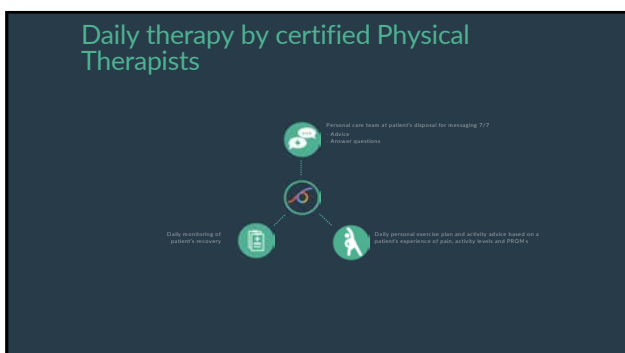 Daily therapy by certified Physical
Therapists
Personal care team at patient's disposal for messaging 7/7
- Advice
- Answer questions
Daily monitoring of
patient's recovery
Daily personal exercise plan and activity advice based on a
patient's experience of pain, activity levels and PROMs